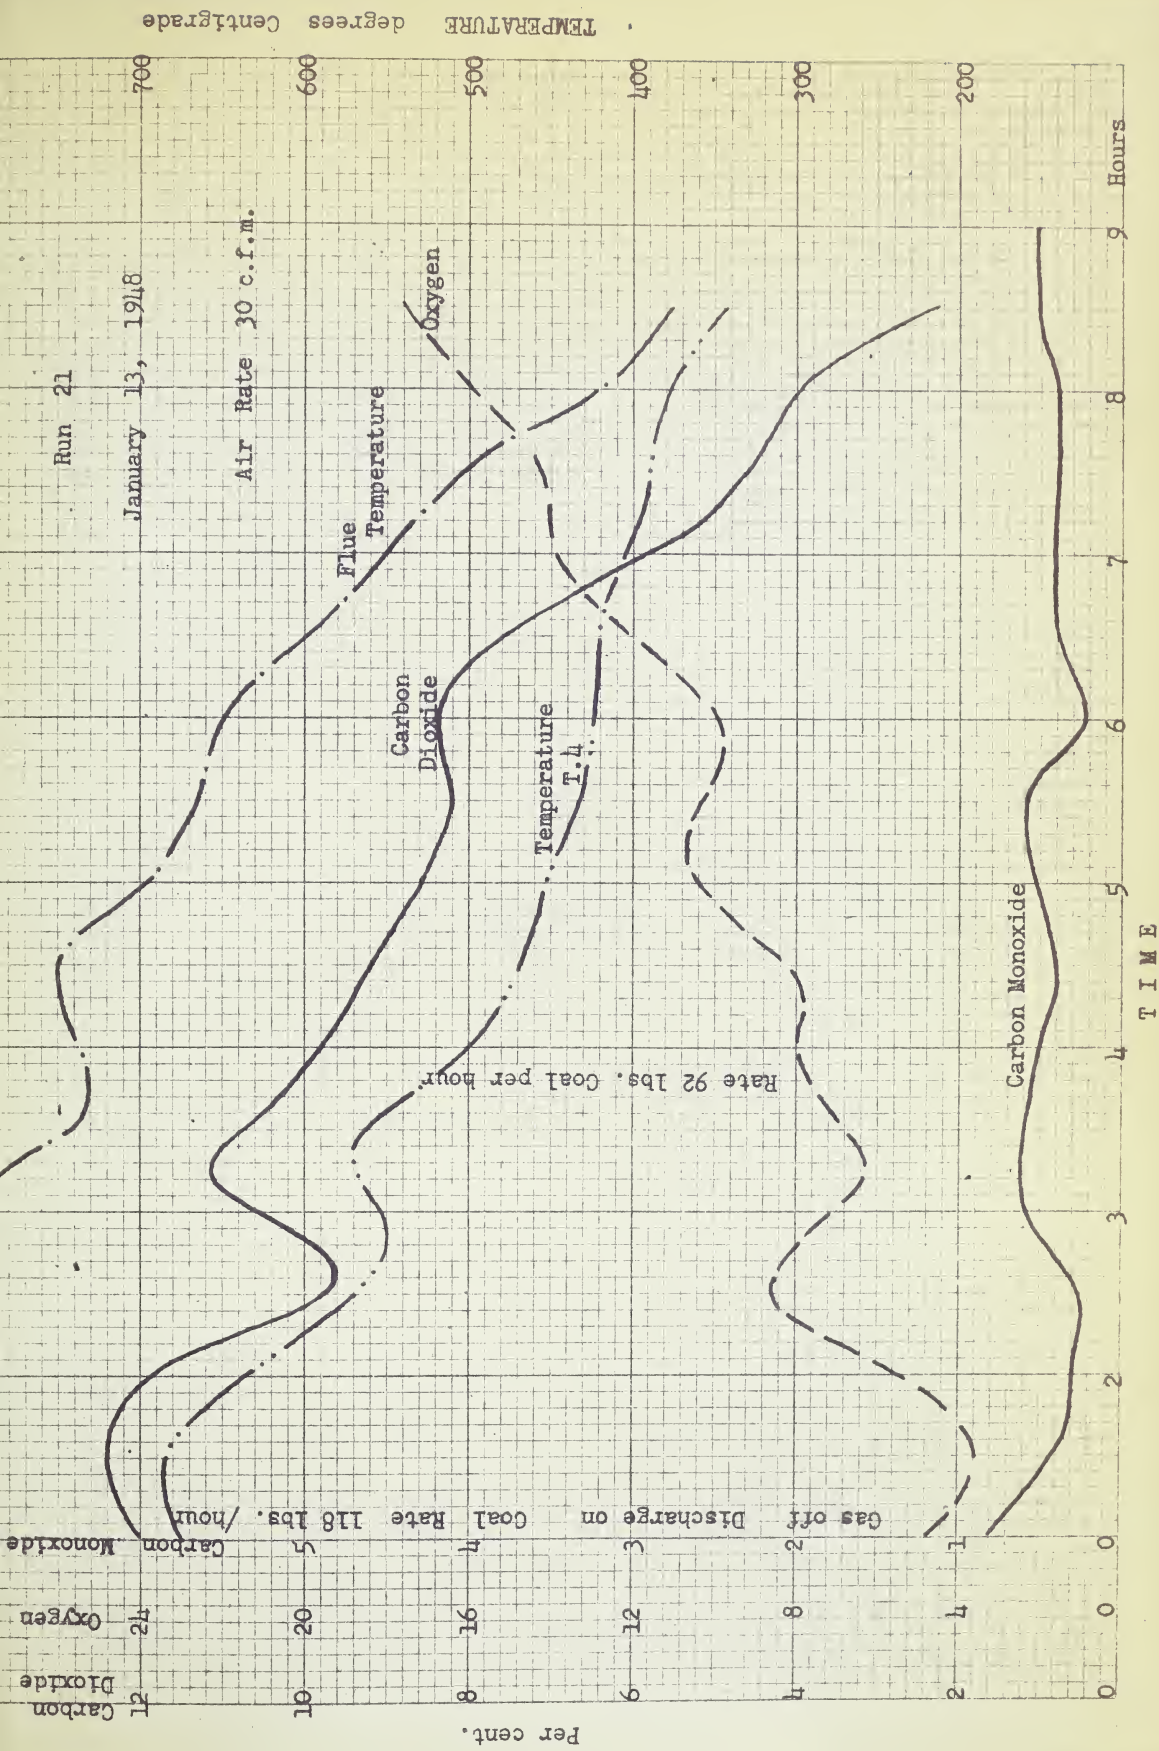 Run 21
January 13, 1948
Air Rate 30 c.f.m.
Flue
Temperature
Oxygen
Carbon
Dioxide
Temperature
T.4
Carbon Monoxide
Rate 92 lbs. Coal per hour
Gas off Discharge on Coal Rate 118 lbs. /hour
TEMPERATURE degrees Centigrade
700
600
500
400
300
200
Per cent.
Carbon
Dioxide
12
10
8
6
4
2
0
Oxygen
24
20
16
12
8
4
0
Carbon Monoxide
5
4
3
2
1
0
2
3
4
5
6
7
8
9
Hours
T I M E